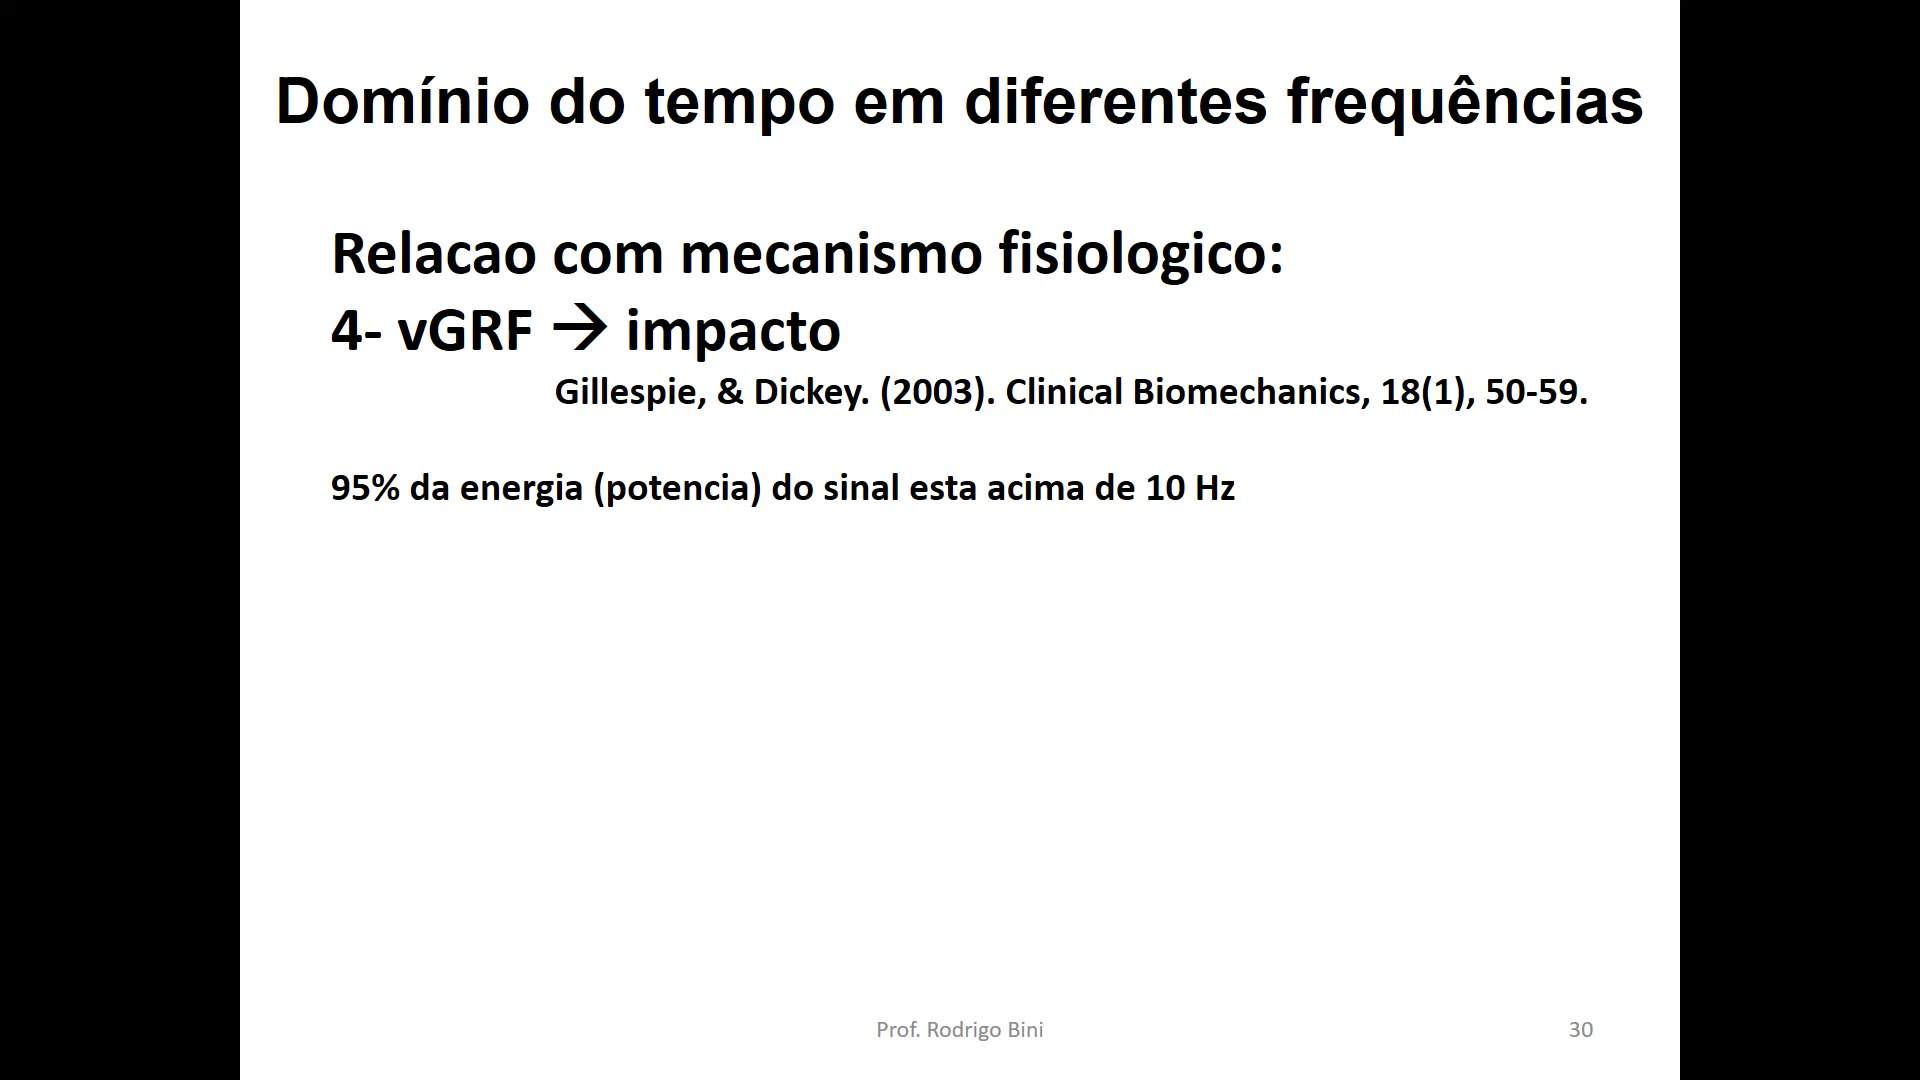 Domínio do tempo em diferentes frequências
Relacao com mecanismo fisiologico:
4- vGRF → impacto
Gillespie, & Dickey. (2003). Clinical Biomechanics, 18(1), 50-59.
95% da energia (potencia) do sinal esta acima de 10 Hz
Prof. Rodrigo Bini
30